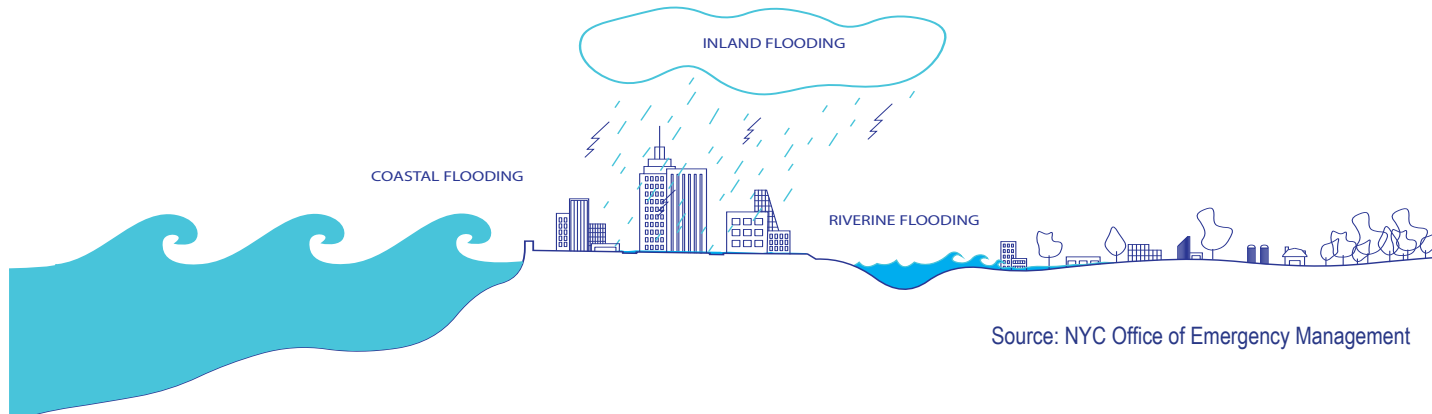 INLAND FLOODING
COASTAL FLOODING
RIVERINE FLOODING
Source: NYC Office of Emergency Management